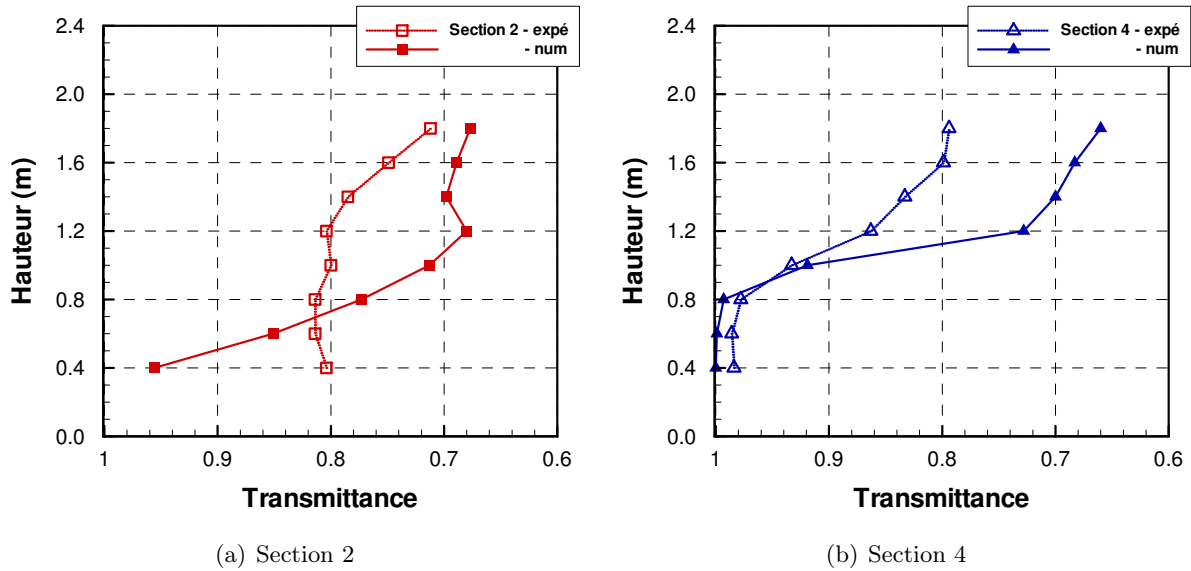 Section 2 - expé
- num
2.4
2.0
1.6
1.2
0.8
0.4
0.0
Hauteur (m)
1 0.9 0.8 0.7 0.6
Transmittance
(a) Section 2
Section 4 - expé
- num
2.4
2.0
1.6
1.2
0.8
0.4
0.0
Hauteur (m)
1 0.9 0.8 0.7 0.6
Transmittance
(b) Section 4